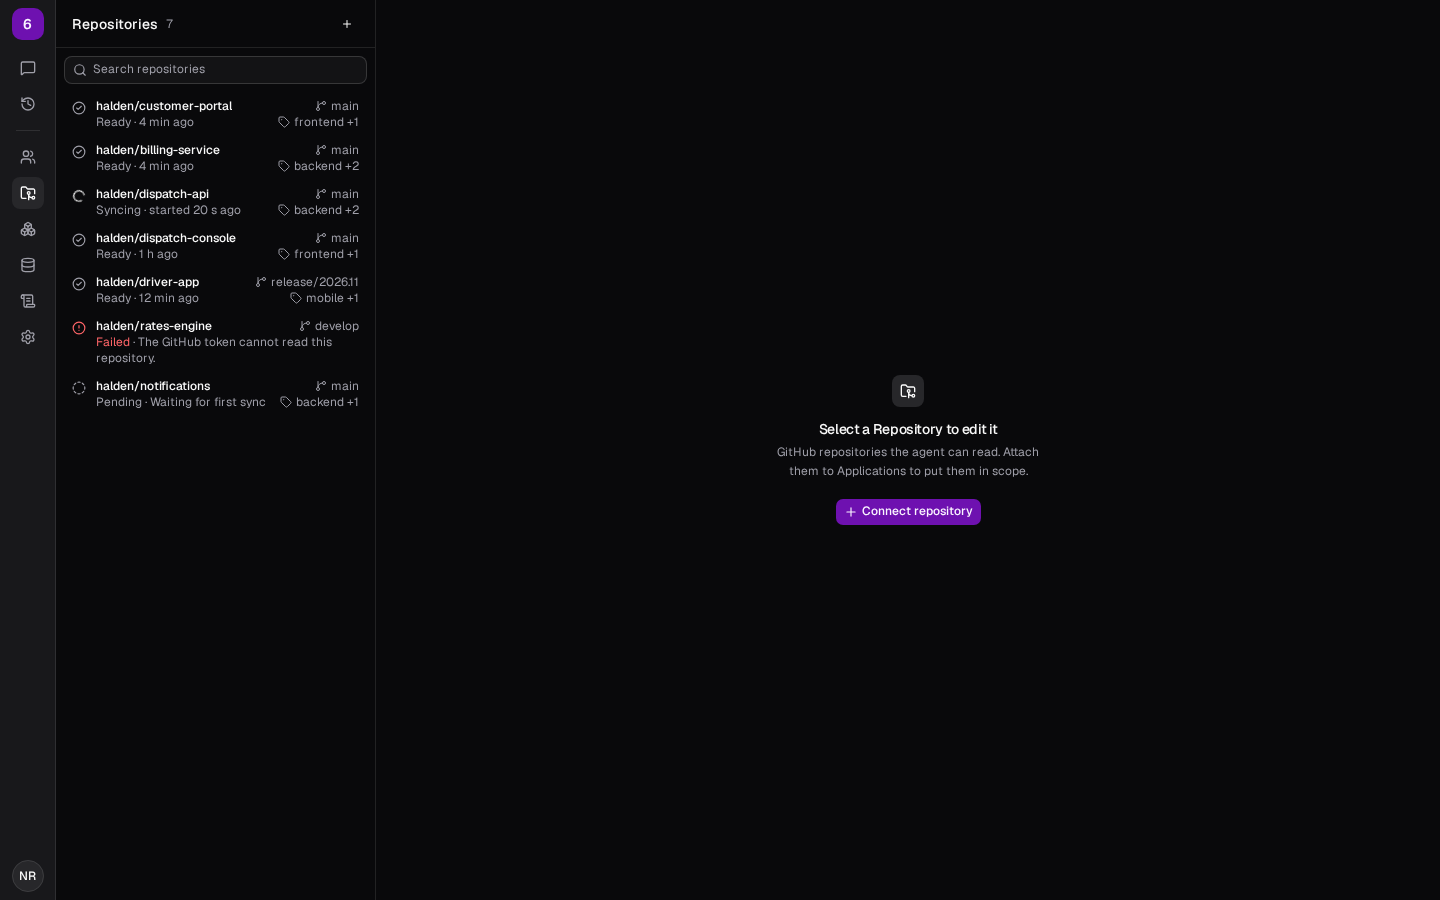 6
Repositories 7
Search repositories
halden/customer-portal main
Ready · 4 min ago frontend +1
halden/billing-service main
Ready · 4 min ago backend +2
halden/dispatch-api main
Syncing · started 20 s ago backend +2
halden/dispatch-console main
Ready · 1 h ago frontend +1
halden/driver-app release/2026.11
Ready · 12 min ago mobile +1
halden/rates-engine develop
Failed · The GitHub token cannot read this
repository.
halden/notifications main
Pending · Waiting for first sync backend +1
Select a Repository to edit it
GitHub repositories the agent can read. Attach
them to Applications to put them in scope.
Connect repository
NR